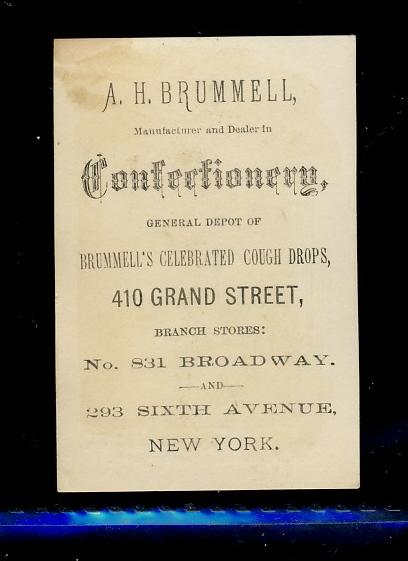 A. H. BRUMMELL,
Manufacturer and Dealer in
Confectionery,
GENERAL DEPOT OF
BRUMMELL'S CELEBRATED COUGH DROPS,
410 GRAND STREET,
BRANCH STORES:
No. 831 BROADWAY.
—AND—
293 SIXTH AVENUE,
NEW YORK.